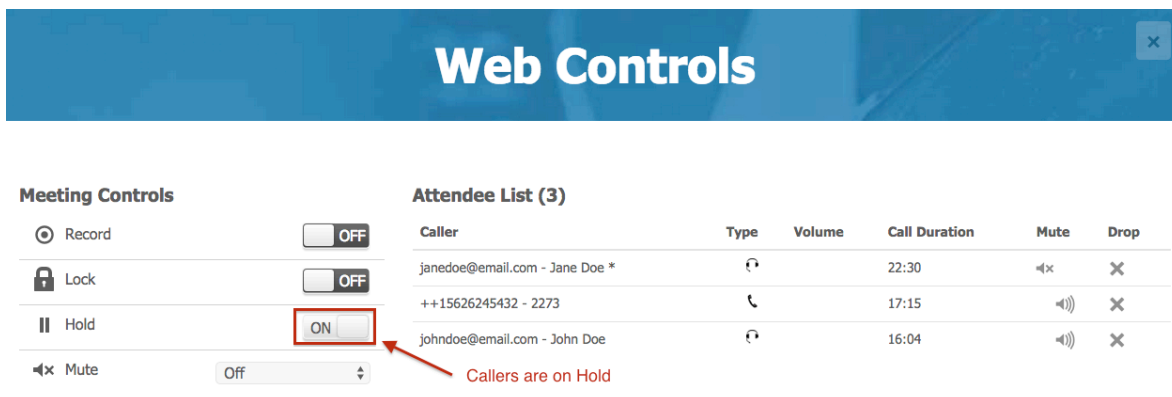 Web Controls
×
Meeting Controls
Record OFF
Lock OFF
Hold ON
Mute Off
Attendee List (3)
Caller Type Volume Call Duration Mute Drop
janedoe@email.com - Jane Doe * 22:30
++15626245432 - 2273 17:15
johndoe@email.com - John Doe 16:04
Callers are on Hold